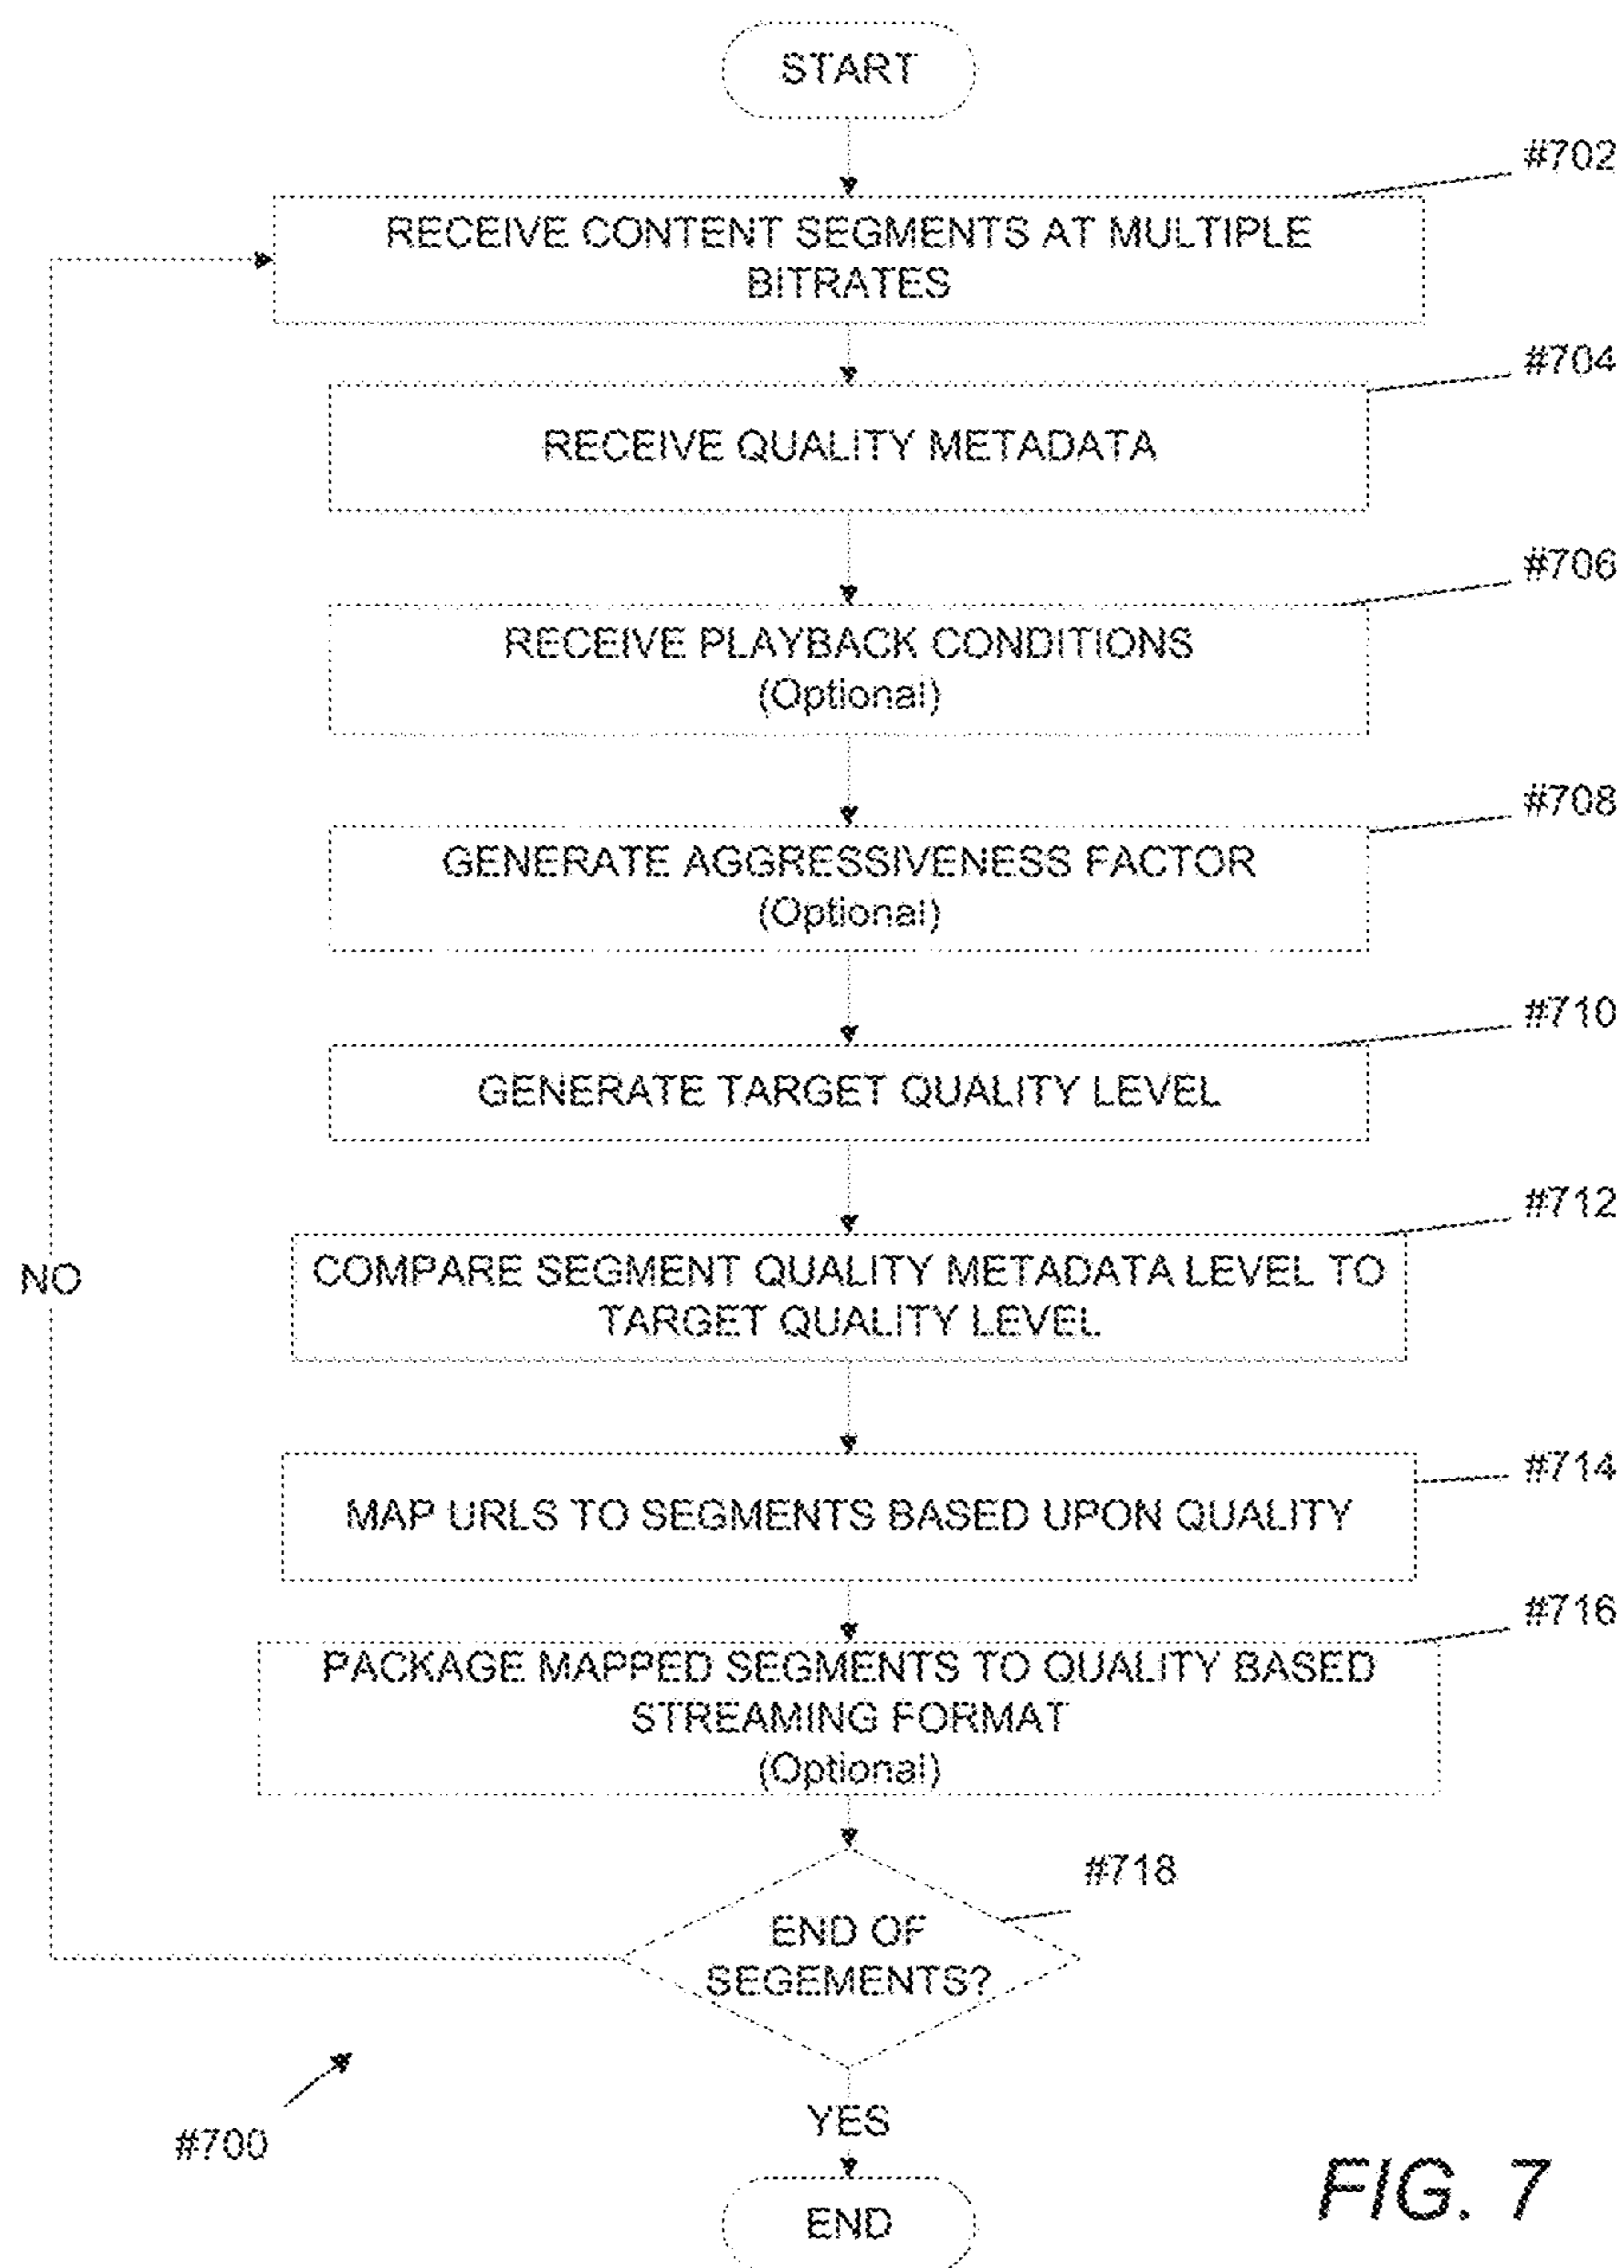 START
#702
RECEIVE CONTENT SEGMENTS AT MULTIPLE
BITRATES
#704
RECEIVE QUALITY METADATA
#706
RECEIVE PLAYBACK CONDITIONS
(Optional)
#708
GENERATE AGGRESSIVENESS FACTOR
(Optional)
#710
GENERATE TARGET QUALITY LEVEL
#712
COMPARE SEGMENT QUALITY METADATA LEVEL TO
TARGET QUALITY LEVEL
NO
#714
MAP URLS TO SEGMENTS BASED UPON QUALITY
#716
PACKAGE MAPPED SEGMENTS TO QUALITY BASED
STREAMING FORMAT
(Optional)
#718
END OF
SEGEMENTS?
YES
#700
END
FIG. 7